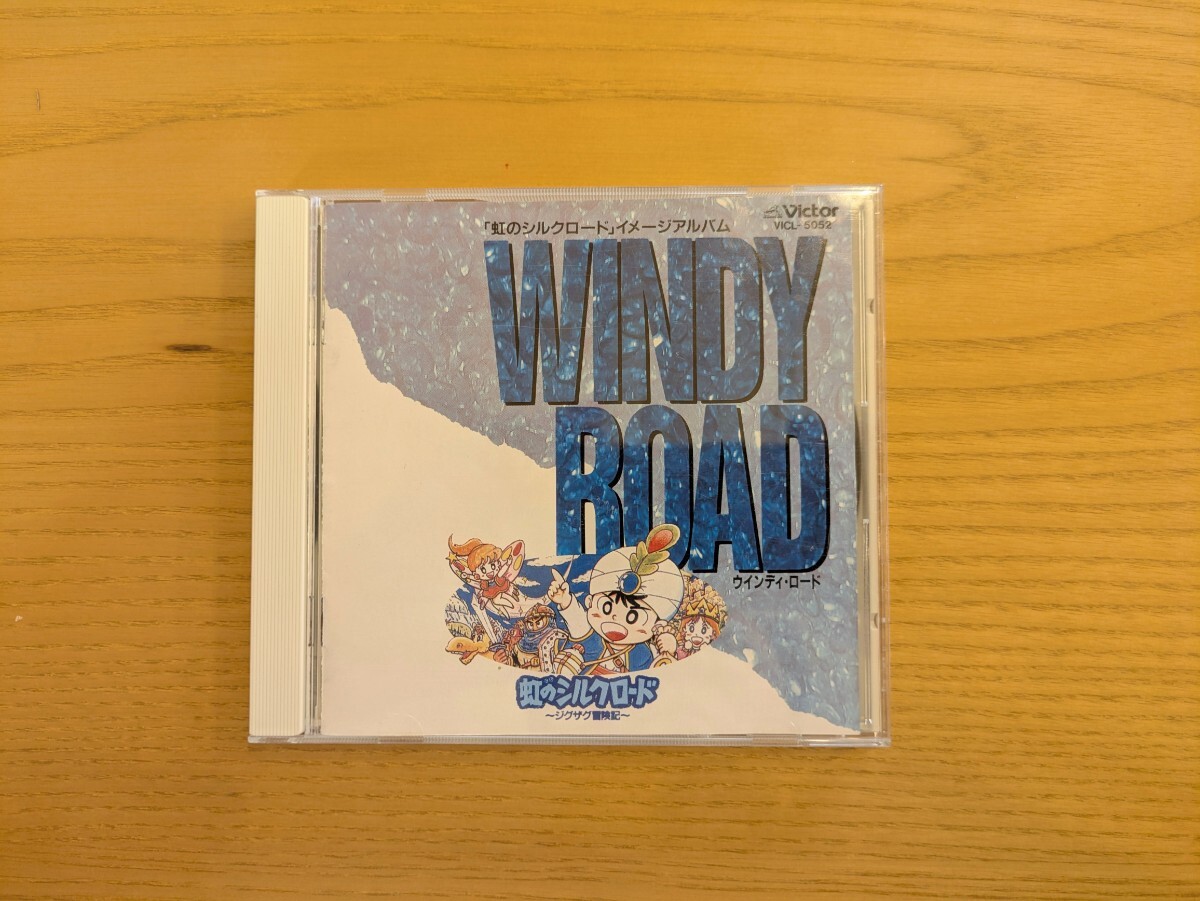 Victor
VICL-5052
「虹のシルクロード」イメージアルバム
WINDY
ROAD
ウインディ・ロード
虹のシルクロード
〜ジグザグ冒険記〜